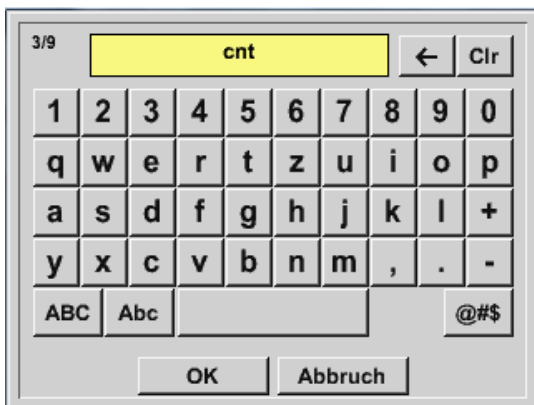 3/9 cnt ← Clr
1 2 3 4 5 6 7 8 9 0
q w e r t z u i o p
a s d f g h j k l +
y x c v b n m , . -
ABC Abc @#$
OK Abbruch